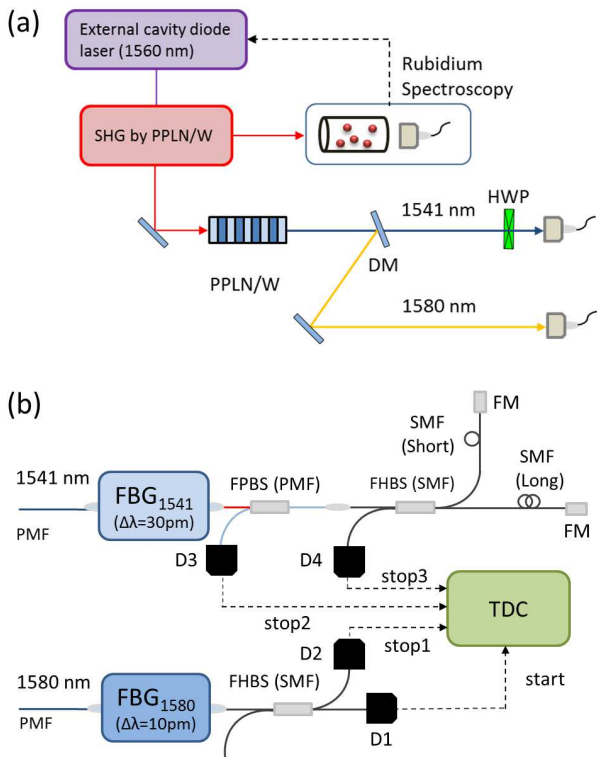 (a)
External cavity diode
laser (1560 nm)
Rubidium
Spectroscopy
SHG by PPLN/W
HWP
1541 nm
DM
PPLN/W
1580 nm
(b)
FM
SMF
(Short)
SMF
(Long)
1541 nm
FPBS (PMF)
FHBS (SMF)
FBG1541
(Δλ=30pm)
PMF
FM
D3
D4
stop3
TDC
stop2
stop1
D2
1580 nm
FHBS (SMF)
start
FBG1580
(Δλ=10pm)
PMF
D1